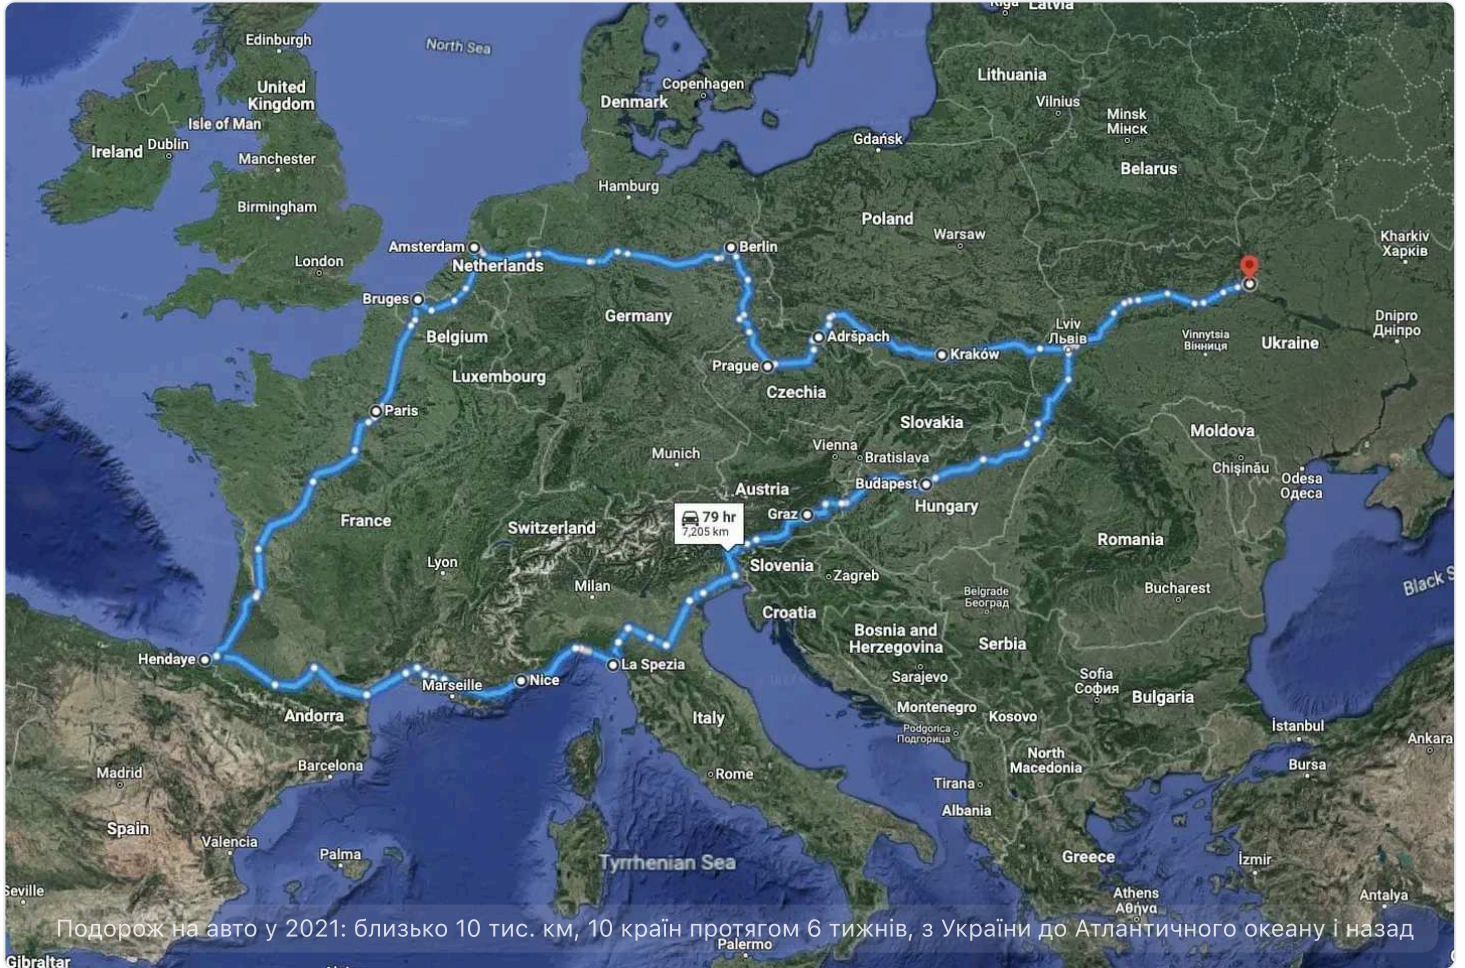 Riga
Latvia
Edinburgh
North Sea
Lithuania
Copenhagen
United
Kingdom
Denmark
Vilnius
Minsk
Мінск
Isle of Man
Ireland
Dublin
Gdańsk
Manchester
Belarus
Hamburg
Birmingham
Poland
Warsaw
Kharkiv
Харків
Amsterdam
Berlin
London
Netherlands
Bruges
Germany
Dnipro
Дніпро
Belgium
Adršpach
Lviv
Львів
Vinnytsia
Вінниця
Ukraine
Kraków
Prague
Luxembourg
Czechia
Paris
Slovakia
Moldova
Vienna
Munich
Bratislava
Chișinău
Budapest
Odesa
Одеса
Austria
Hungary
Graz
79 hr
7,205 km
France
Switzerland
Romania
Lyon
Slovenia
Zagreb
Milan
Belgrade
Београд
Bucharest
Black S
Croatia
Bosnia and
Herzegovina
Serbia
Hendaye
La Spezia
Sarajevo
Sofia
София
Nice
Marseille
Bulgaria
Montenegro
Andorra
Italy
Kosovo
Podgorica
Подгорица
İstanbul
Ankara
North
Macedonia
Barcelona
Bursa
Madrid
Rome
Tirana
Albania
Spain
Valencia
Palma
Tyrrhenian Sea
Greece
İzmir
Seville
Athens
Αθήνα
Antalya
Подорож на авто у 2021: близько 10 тис. км, 10 країн протягом 6 тижнів, з України до Атлантичного океану і назад
Palermo
Gibraltar